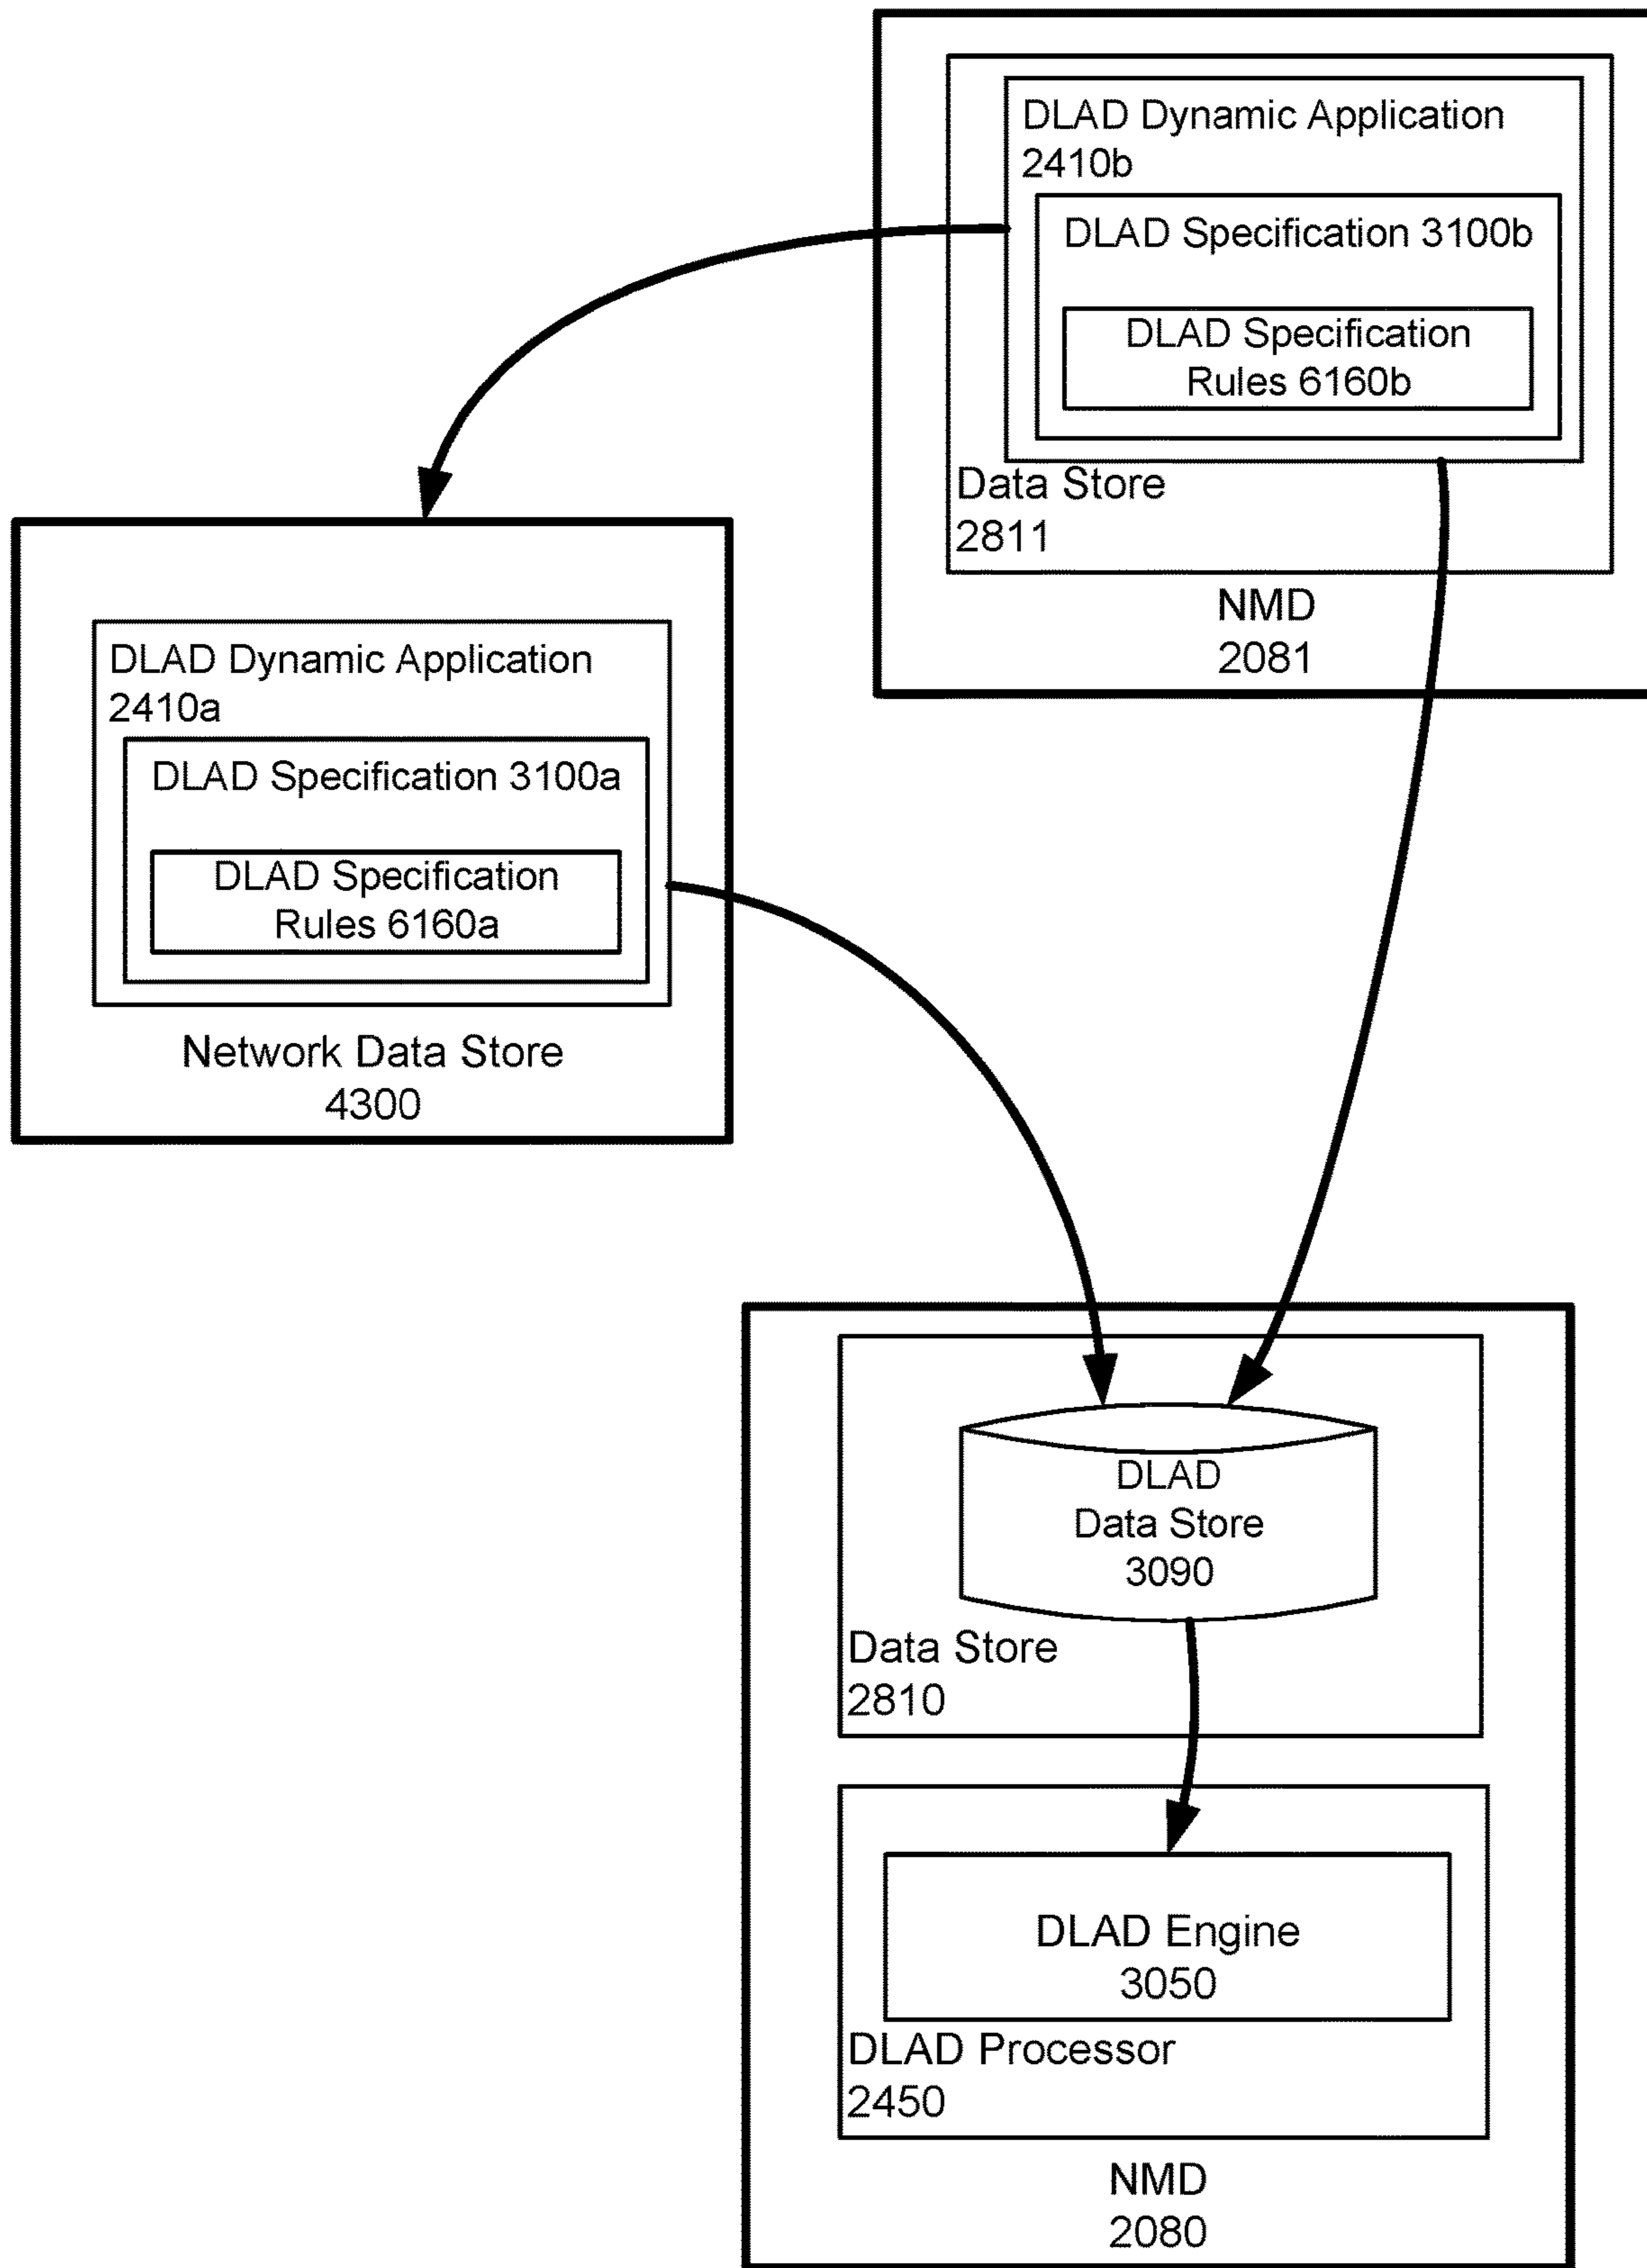 DLAD Dynamic Application
2410b
DLAD Specification 3100b
DLAD Specification
Rules 6160b
Data Store
2811
NMD
2081
DLAD Dynamic Application
2410a
DLAD Specification 3100a
DLAD Specification
Rules 6160a
Network Data Store
4300
DLAD
Data Store
3090
Data Store
2810
DLAD Engine
3050
DLAD Processor
2450
NMD
2080